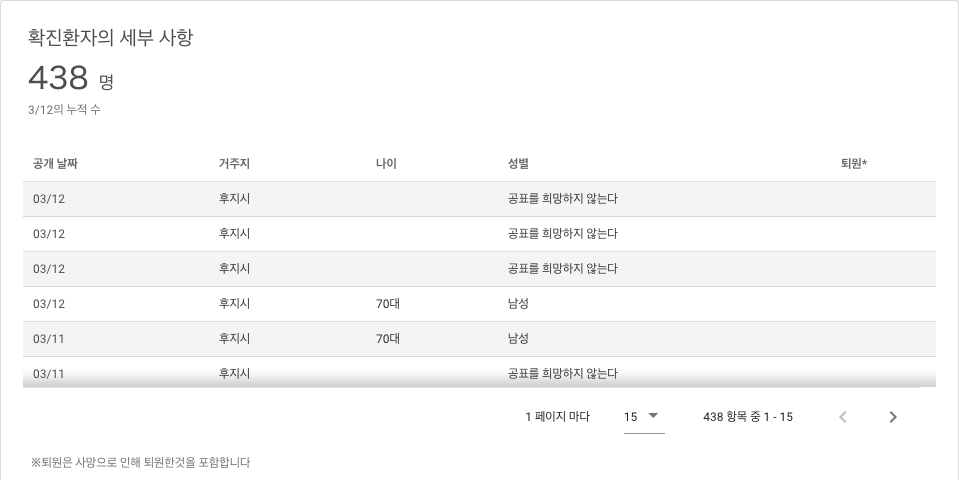 확진환자의 세부 사항
438 명
3/12의 누적 수
공개 날짜 거주지 나이 성별 퇴원*
03/12 후지시 공표를 희망하지 않는다
03/12 후지시 공표를 희망하지 않는다
03/12 후지시 공표를 희망하지 않는다
03/12 후지시 70대 남성
03/11 후지시 70대 남성
03/11 후지시 공표를 희망하지 않는다
1 페이지 마다 15 438 항목 중 1 - 15
※퇴원은 사망으로 인해 퇴원한것을 포함합니다